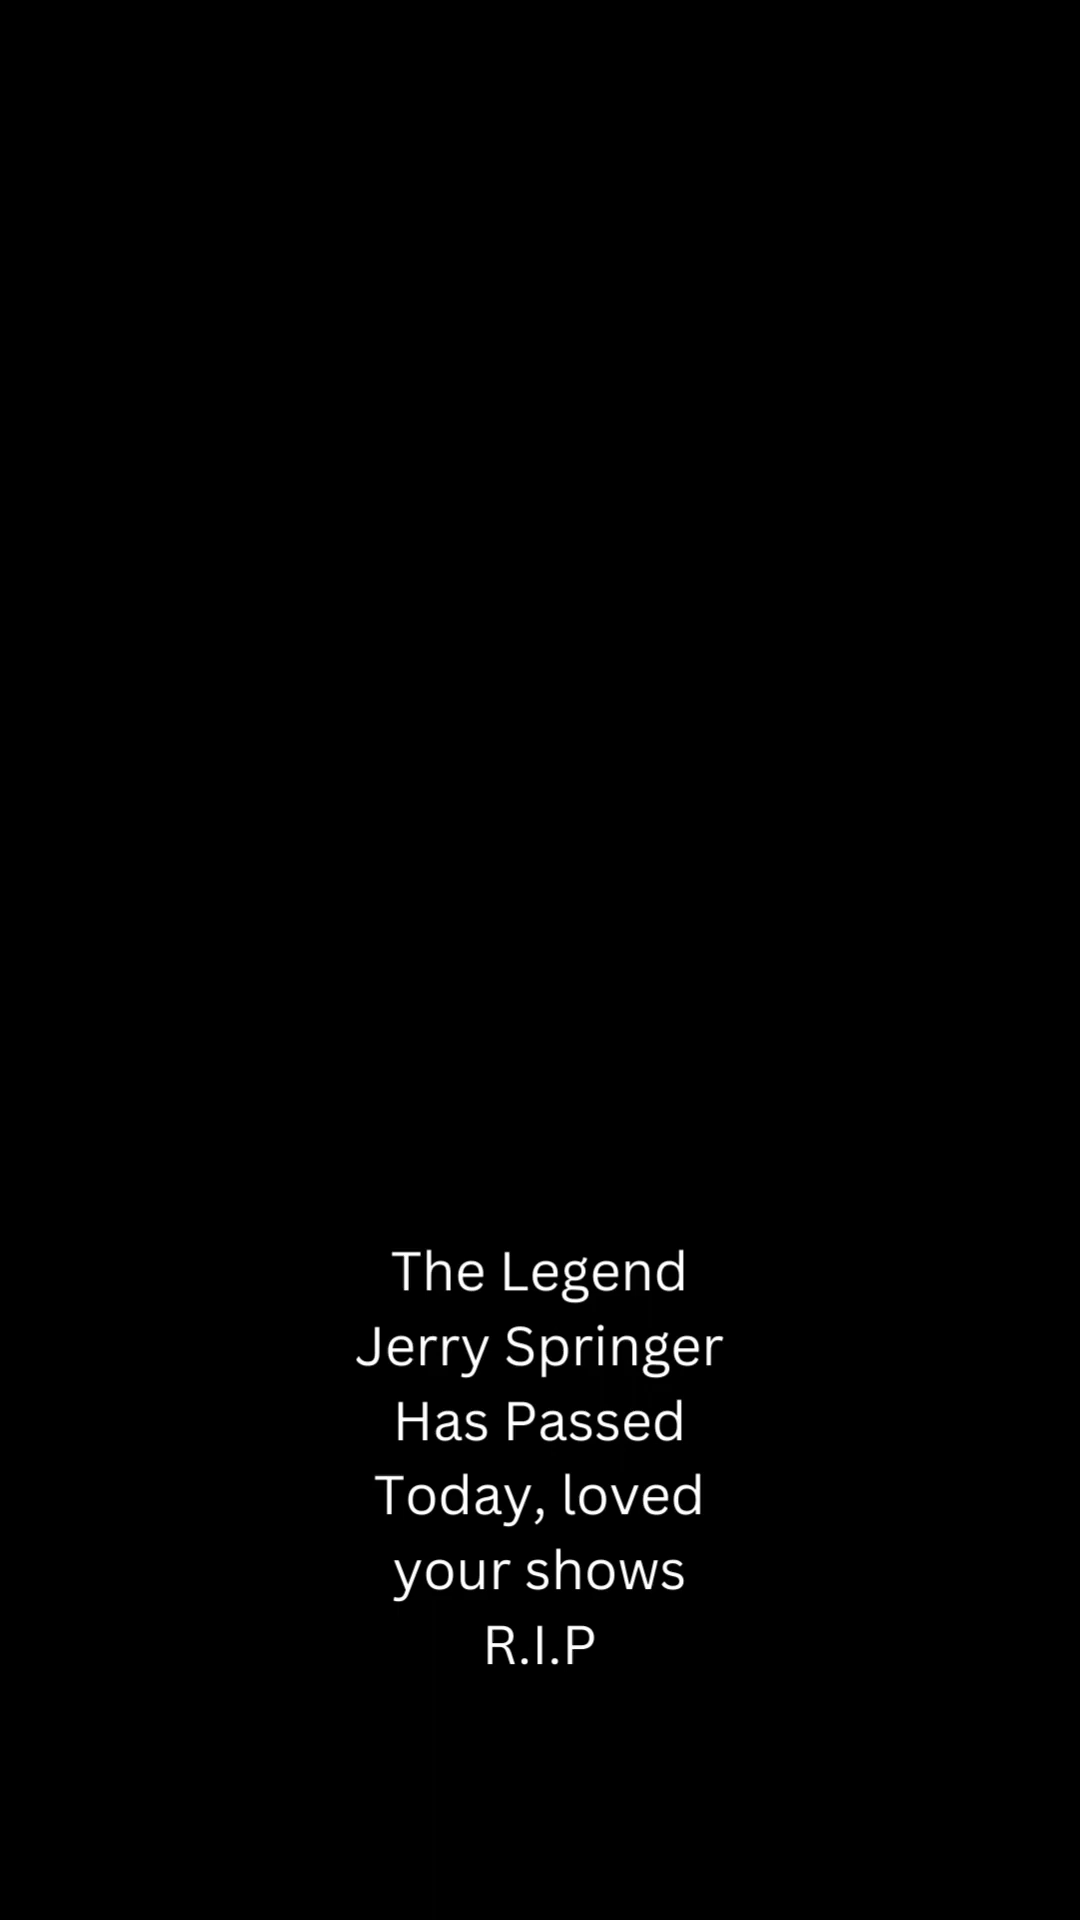 The Legend
Jerry Springer
Has Passed
Today, loved
your shows
R.I.P